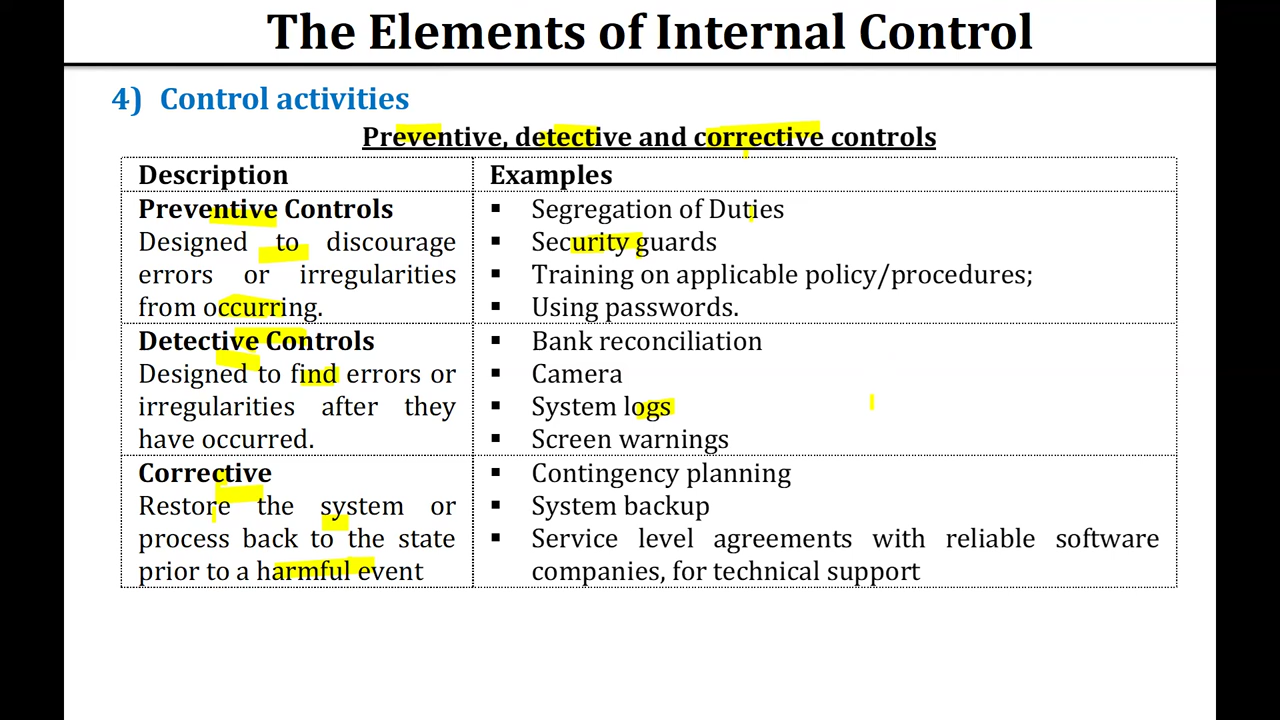 The Elements of Internal Control
4) Control activities
Preventive, detective and corrective controls
Description
Examples
Preventive Controls
Designed to discourage
errors or irregularities
from occurring.
▪ Segregation of Duties
▪ Security guards
▪ Training on applicable policy/procedures;
▪ Using passwords.
Detective Controls
Designed to find errors or
irregularities after they
have occurred.
▪ Bank reconciliation
▪ Camera
▪ System logs
▪ Screen warnings
Corrective
Restore the system or
process back to the state
prior to a harmful event
▪ Contingency planning
▪ System backup
▪ Service level agreements with reliable software
companies, for technical support